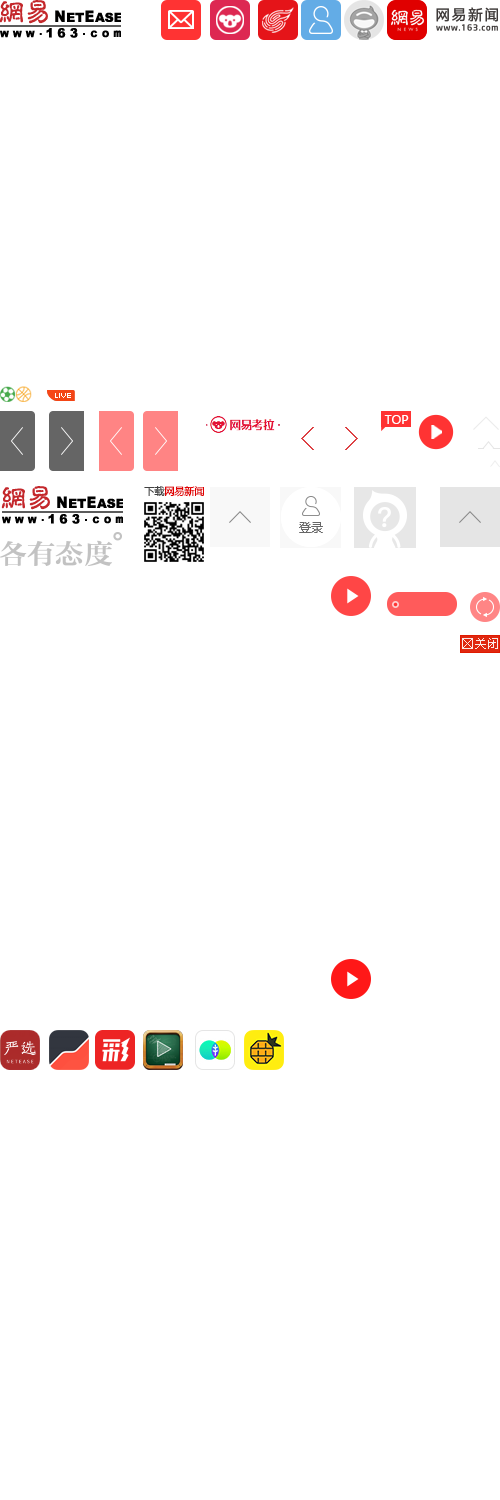 網易 NETEASE
www.163.com
網易
NEWS
网易新闻
www.163.com
LIVE
·网易考拉·
TOP
網易 NETEASE
www.163.com
各有态度°
下载网易新闻
登录
?
关闭
严选
NETEASE
彩